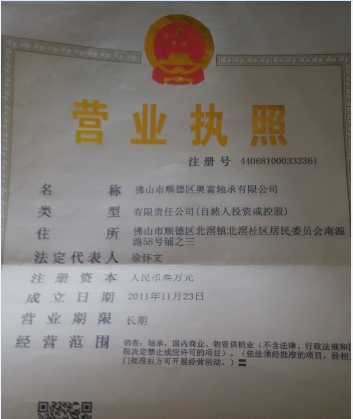 营业执照
注册号 440681000332361
名称 佛山市顺德区奥富轴承有限公司
类型 有限责任公司(自然人投资或控股)
住所 佛山市顺德区北滘镇北滘社区居民委员会南源
路58号铺之三
法定代表人 徐怀文
注册资本 人民币叁万元
成立日期 2011年11月23日
营业期限 长期
经营范围 销售：轴承，国内商业、物资供销业（不含法律、行政法规和国
院决定禁止或应许可的项目）。（依法须经批准的项目，经相
门批准后方可开展经营活动。）